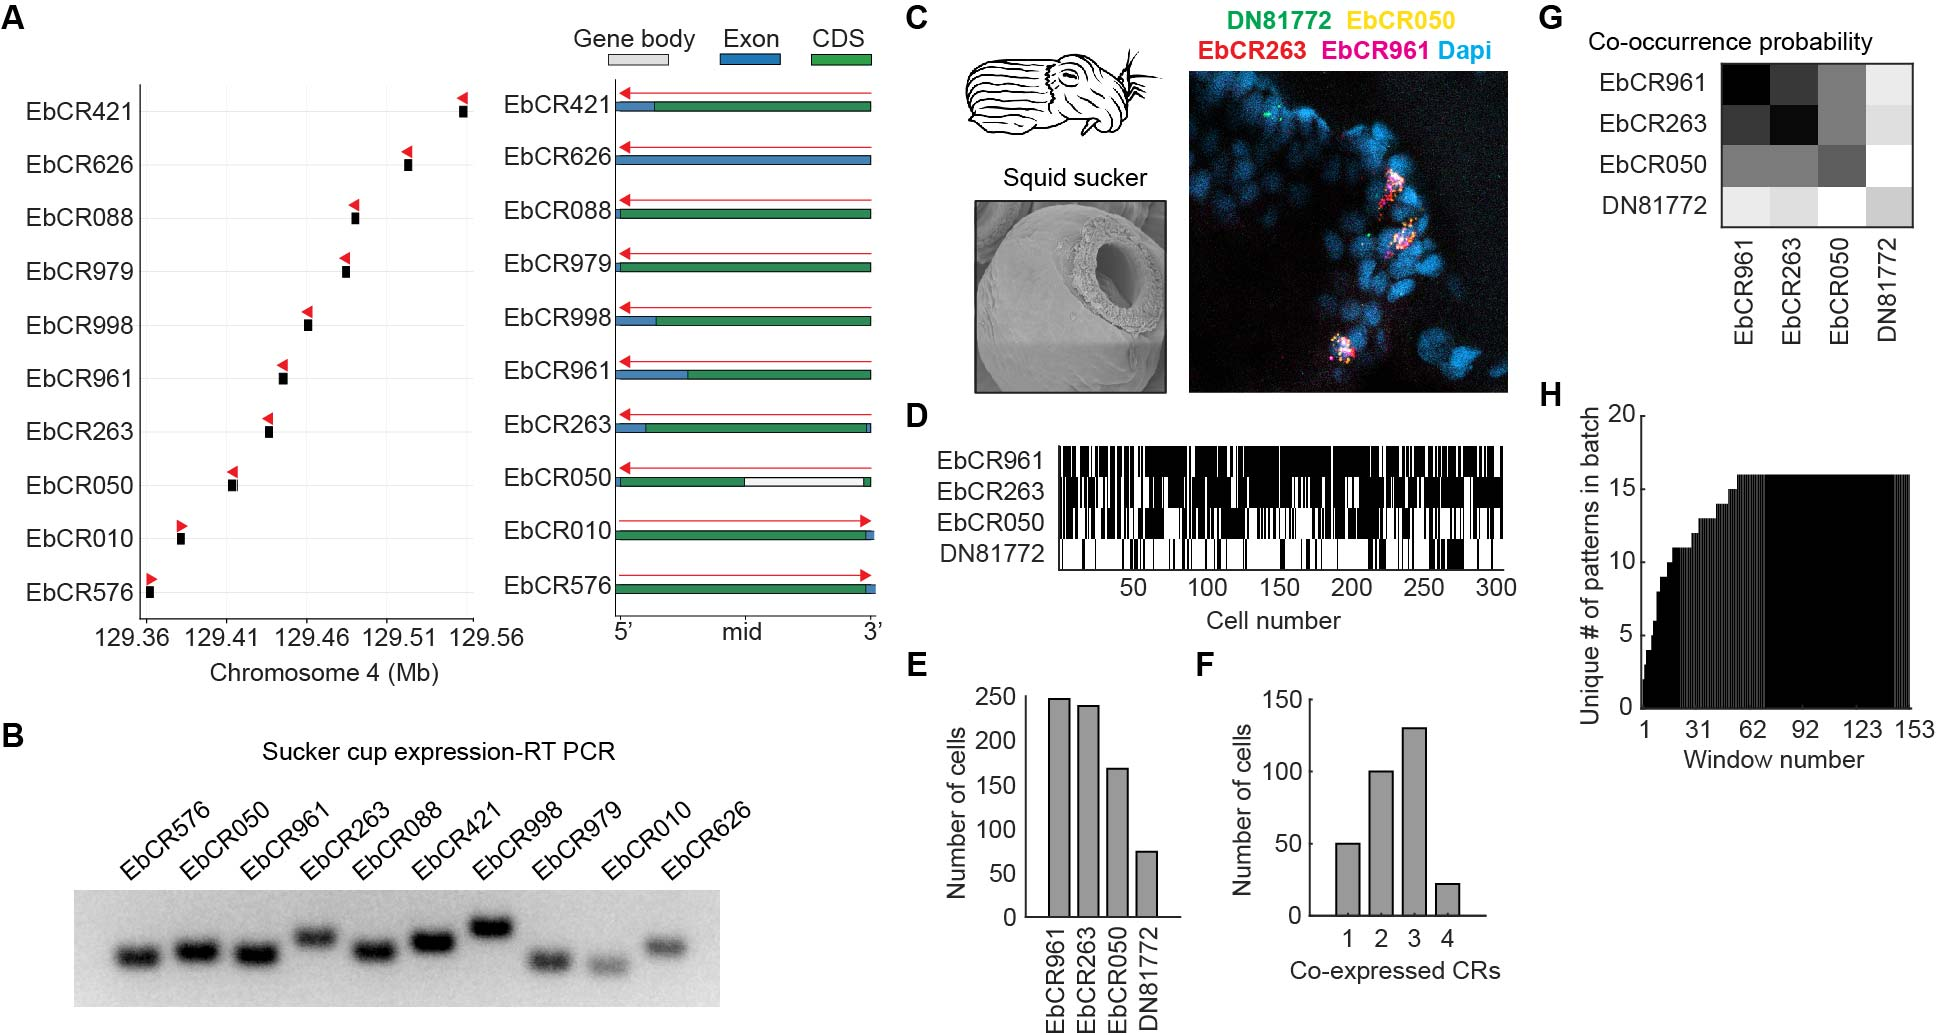 A
EbCR421
EbCR626
EbCR088
EbCR979
EbCR998
EbCR961
EbCR263
EbCR050
EbCR010
EbCR576
129.36 129.41 129.46 129.51 129.56
Chromosome 4 (Mb)
Gene body Exon CDS
EbCR421
EbCR626
EbCR088
EbCR979
EbCR998
EbCR961
EbCR263
EbCR050
EbCR010
EbCR576
5’ mid 3’
B
Sucker cup expression-RT PCR
EbCR576
EbCR050
EbCR961
EbCR263
EbCR088
EbCR421
EbCR998
EbCR979
EbCR010
EbCR626
C
DN81772 EbCR050
EbCR263 EbCR961 Dapi
Squid sucker
D
EbCR961
EbCR263
EbCR050
DN81772
50 100 150 200 250 300
Cell number
E
Number of cells
250
200
150
100
50
0
EbCR961
EbCR263
EbCR050
DN81772
F
Number of cells
150
100
50
0
1 2 3 4
Co-expressed CRs
G
Co-occurrence probability
EbCR961
EbCR263
EbCR050
DN81772
EbCR961
EbCR263
EbCR050
DN81772
H
Unique # of patterns in batch
20
15
10
5
0
1 31 62 92 123 153
Window number